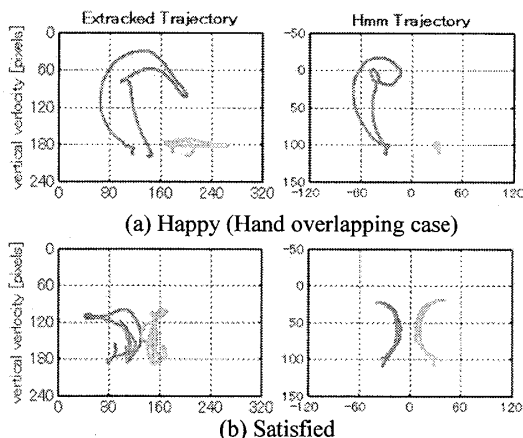 Extracked Trajectory
Hmm Trajectory
vertical verlocity [pixels]
0
60
120
180
240
0 80 160 240 320
-50
0
50
100
150
-120 -60 0 60 120
(a) Happy (Hand overlapping case)
vertical verlocity [pixels]
0
60
120
180
240
0 80 160 240 320
-50
0
50
100
150
-120 -60 0 60 120
(b) Satisfied